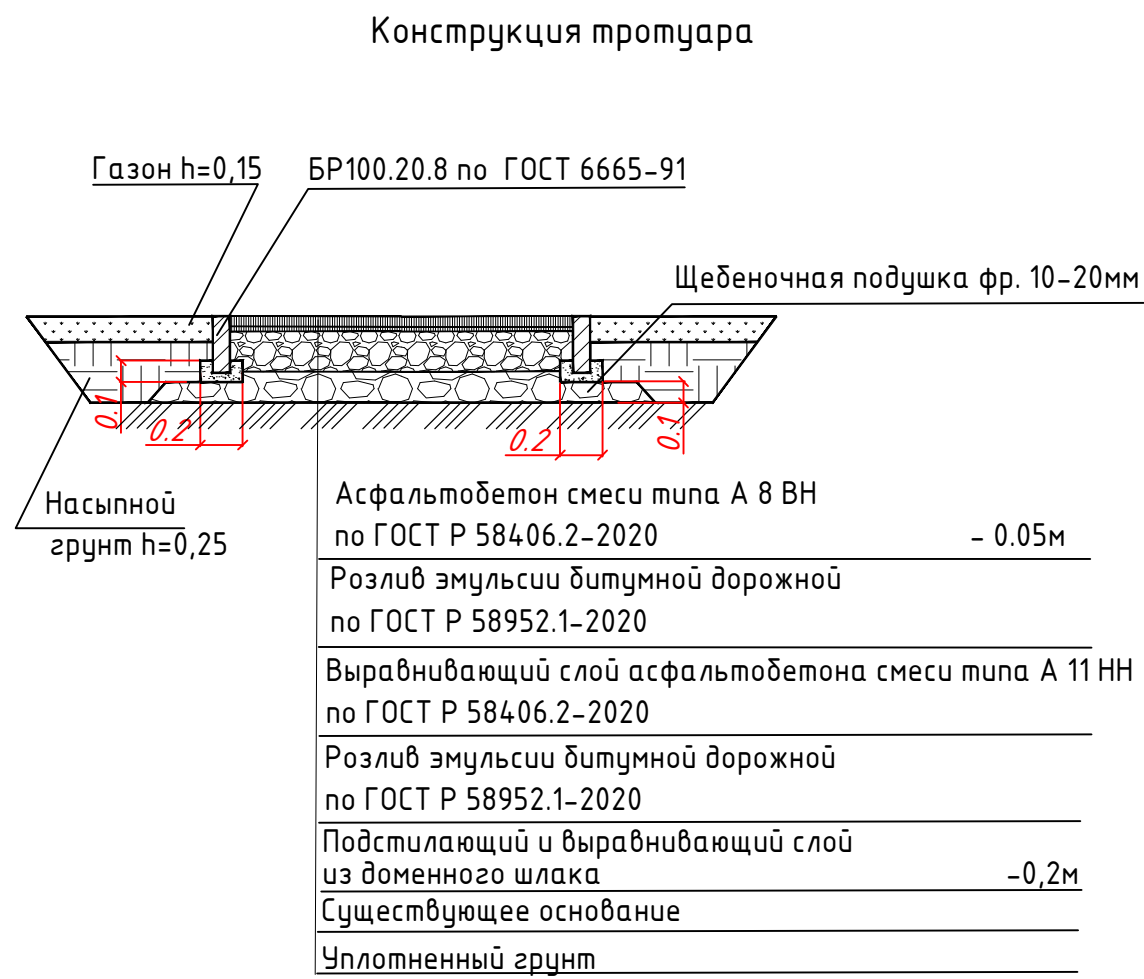 Конструкция тротуара
Газон h=0,15
БР100.20.8 по ГОСТ 6665-91
Щебеночная подушка фр. 10-20мм
0.1
0.2
0.2
0.1
Насыпной
грунт h=0,25
Асфальтобетон смеси типа А 8 ВН
по ГОСТ Р 58406.2-2020 - 0.05м
Розлив эмульсии битумной дорожной
по ГОСТ Р 58952.1-2020
Выравнивающий слой асфальтобетона смеси типа А 11 НН
по ГОСТ Р 58406.2-2020
Розлив эмульсии битумной дорожной
по ГОСТ Р 58952.1-2020
Подстилающий и выравнивающий слой
из доменного шлака -0,2м
Существующее основание
Уплотненный грунт